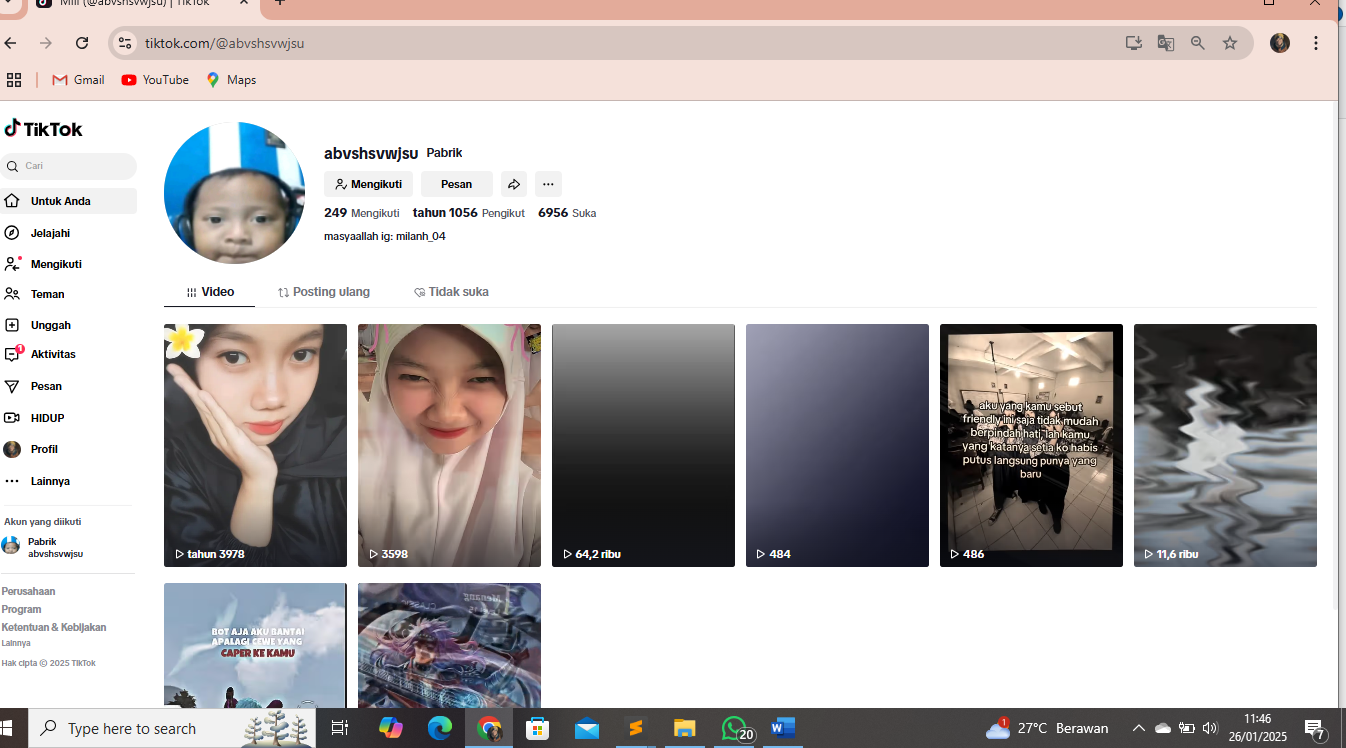 Mill (@abvshsvwjsu) | TikTok
tiktok.com/@abvshsvwjsu
Gmail
YouTube
Maps
TikTok
Cari
Untuk Anda
Jelajahi
Mengikuti
Teman
Unggah
1
Aktivitas
Pesan
HIDUP
Profil
Lainnya
Akun yang diikuti
Pabrik
abvshsvwjsu
Perusahaan
Program
Ketentuan & Kebijakan
Lainnya
Hak cipta © 2025 TikTok
abvshsvwjsu Pabrik
Mengikuti
Pesan
249 Mengikuti tahun 1056 Pengikut 6956 Suka
masyaallah ig: milanh_04
Video
Posting ulang
Tidak suka
tahun 3978
3598
64,2 ribu
484
aku yang kamu sebut
friendly ini saja tidak mudah
berpindah hati, lah kamu
yang katanya setia ko habis
putus langsung punya yang
baru
486
11,6 ribu
BOT AJA AKU BANTAI
APALAGI CEWE YANG
CAPER KE KAMU
Menang
CLASSIC
Type here to search
20
1
27°C Berawan
11:46
26/01/2025
7